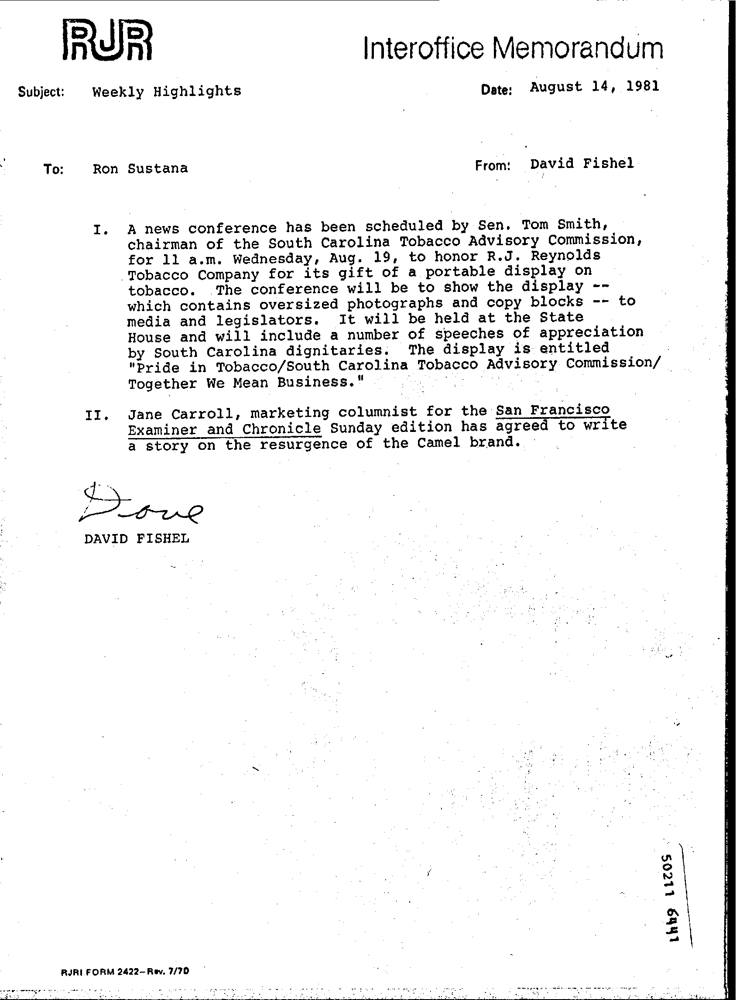 RJR
Interoffice Memorandum
Subject: Weekly Highlights
Date: August 14, 1981
To: Ron Sustana
From: David Fishel
I. A news conference has been scheduled by Sen. Tom Smith,
chairman of the South Carolina Tobacco Advisory Commission,
for 11 a.m. Wednesday, Aug. 19, to honor R.J. Reynolds
Tobacco Company for its gift of a portable display on
tobacco. The conference will be to show the display --
which contains oversized photographs and copy blocks -- to
media and legislators. It will be held at the State
House and will include a number of speeches of appreciation
by South Carolina dignitaries. The display is entitled
"Pride in Tobacco/South Carolina Tobacco Advisory Commission/
Together We Mean Business."
II. Jane Carroll, marketing columnist for the San Francisco
Examiner and Chronicle Sunday edition has agreed to write
a story on the resurgence of the Camel brand.
Dave
DAVID FISHEL
50211 6441
RJRI FORM 2422-Rev. 7/70